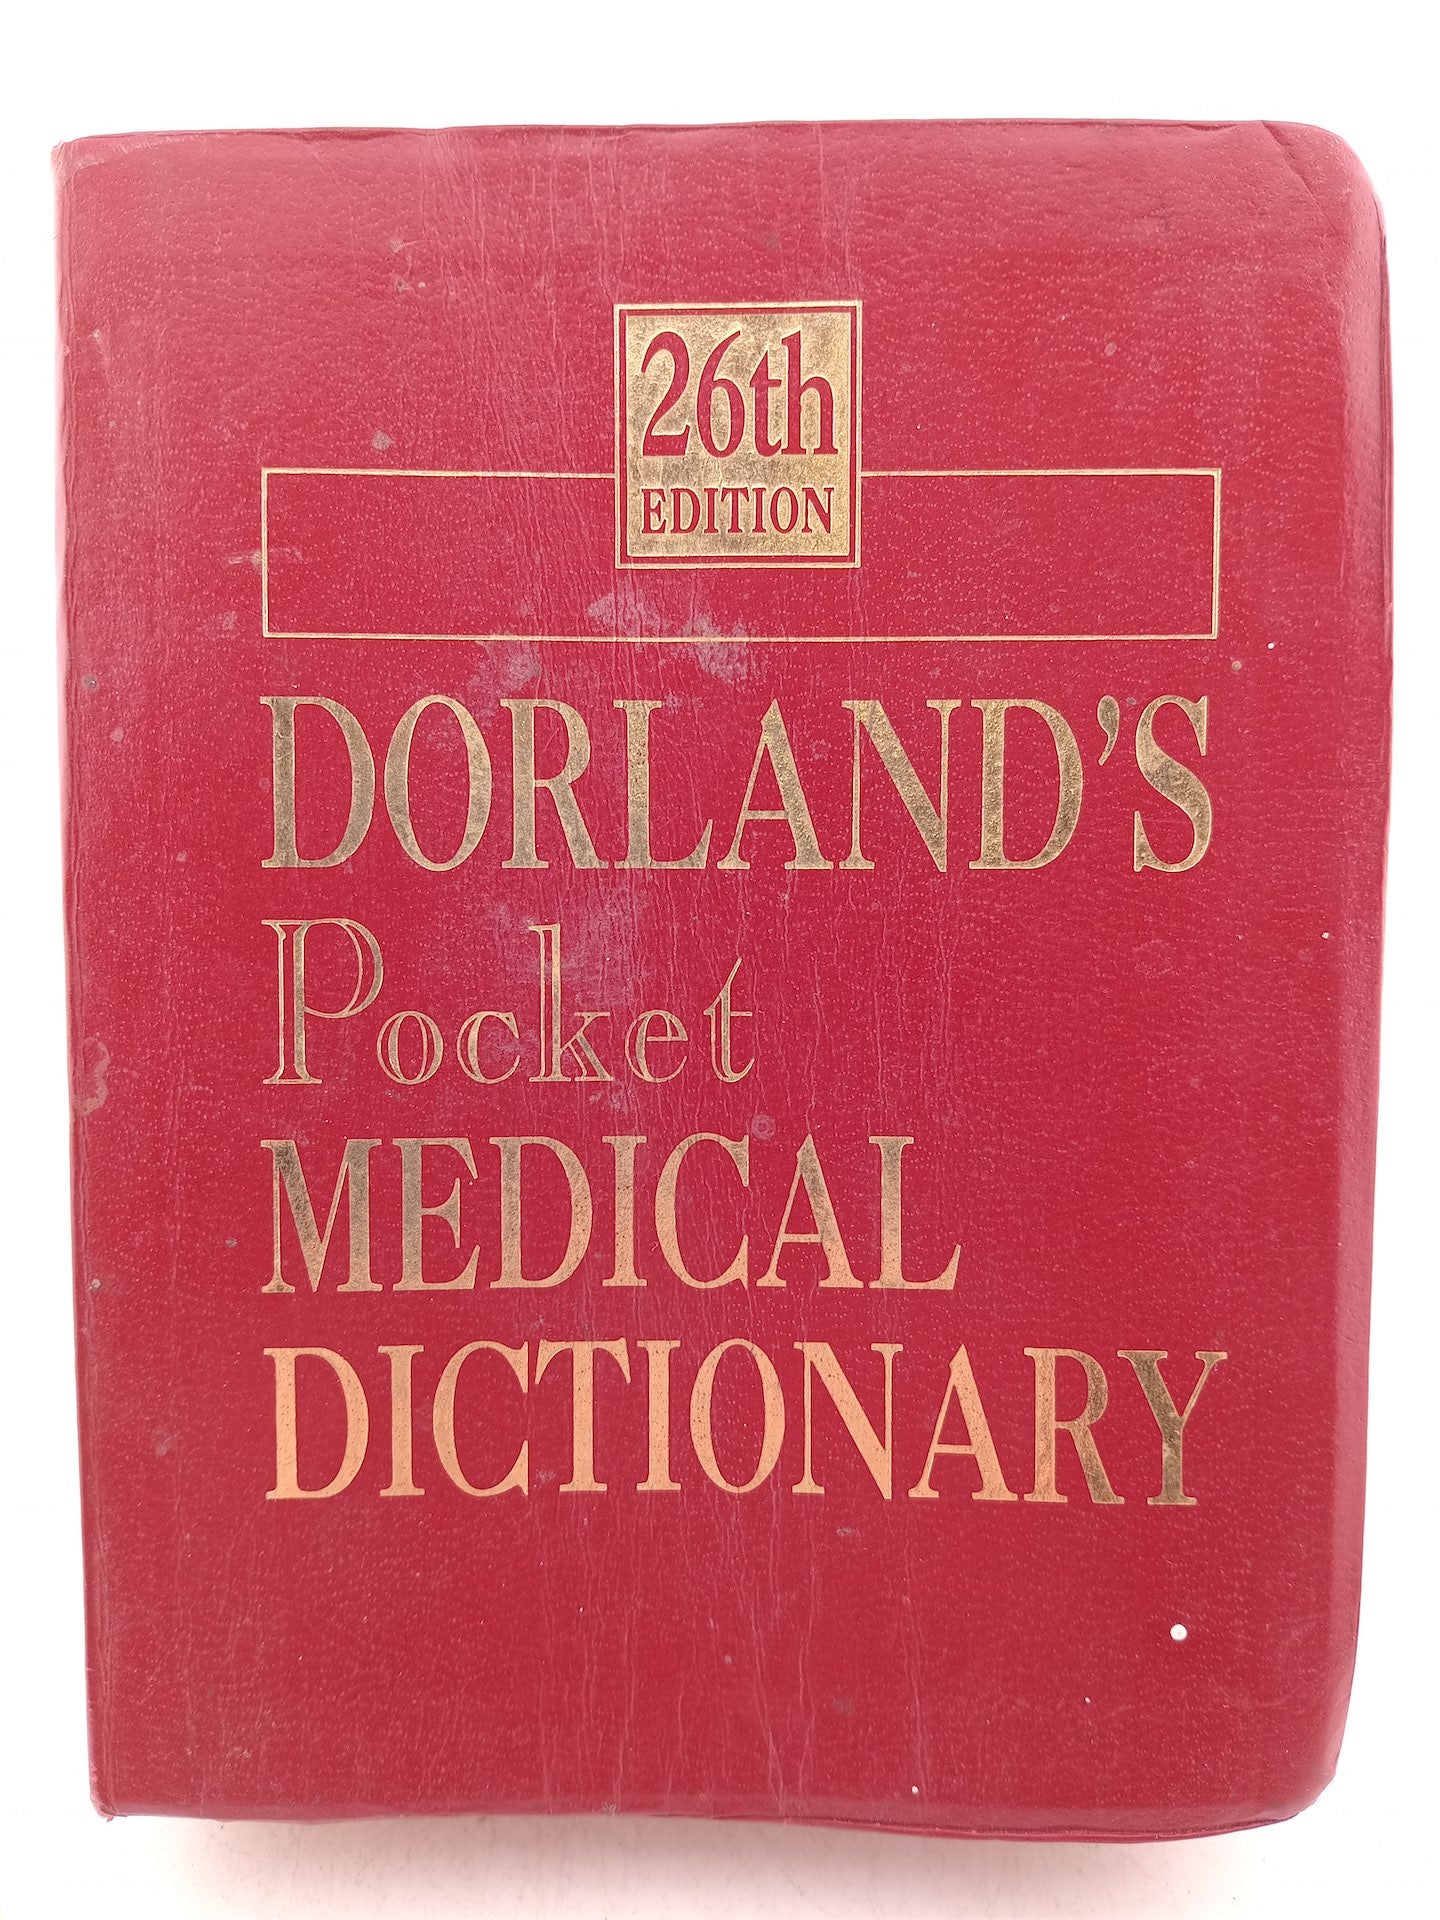 26th
EDITION
DORLAND'S
Pocket
MEDICAL
DICTIONARY